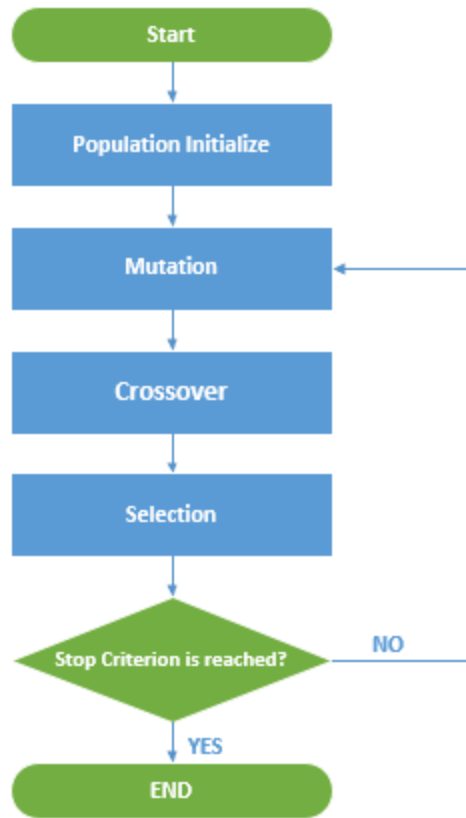 Start
Population Initialize
Mutation
Crossover
Selection
Stop Criterion is reached?
NO
YES
END